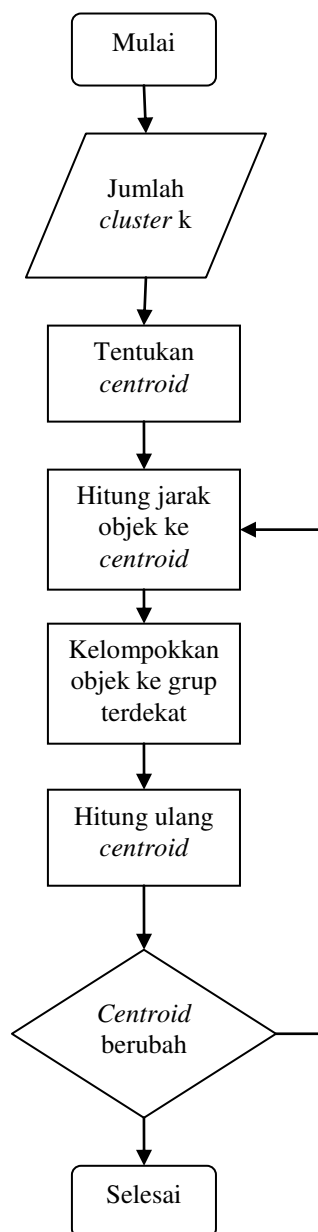 Mulai
Jumlah
cluster k
Tentukan
centroid
Hitung jarak
objek ke
centroid
Kelompokkan
objek ke grup
terdekat
Hitung ulang
centroid
Centroid
berubah
Selesai